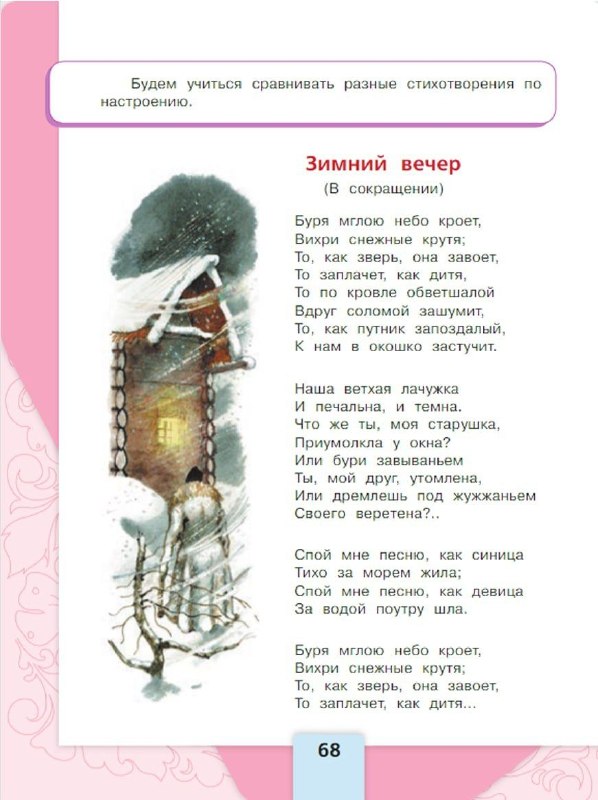 Будем учиться сравнивать разные стихотворения по
настроению.
Зимний вечер
(В сокращении)
Буря мглою небо кроет,
Вихри снежные крутя;
То, как зверь, она завоет,
То заплачет, как дитя,
То по кровле обветшалой
Вдруг соломой зашумит,
То, как путник запоздалый,
К нам в окошко застучит.
Наша ветхая лачужка
И печальна, и темна.
Что же ты, моя старушка,
Приумолкла у окна?
Или бури завываньем
Ты, мой друг, утомлена,
Или дремлешь под жужжаньем
Своего веретена?..
Спой мне песню, как синица
Тихо за морем жила;
Спой мне песню, как девица
За водой поутру шла.
Буря мглою небо кроет,
Вихри снежные крутя;
То, как зверь, она завоет,
То заплачет, как дитя...
68